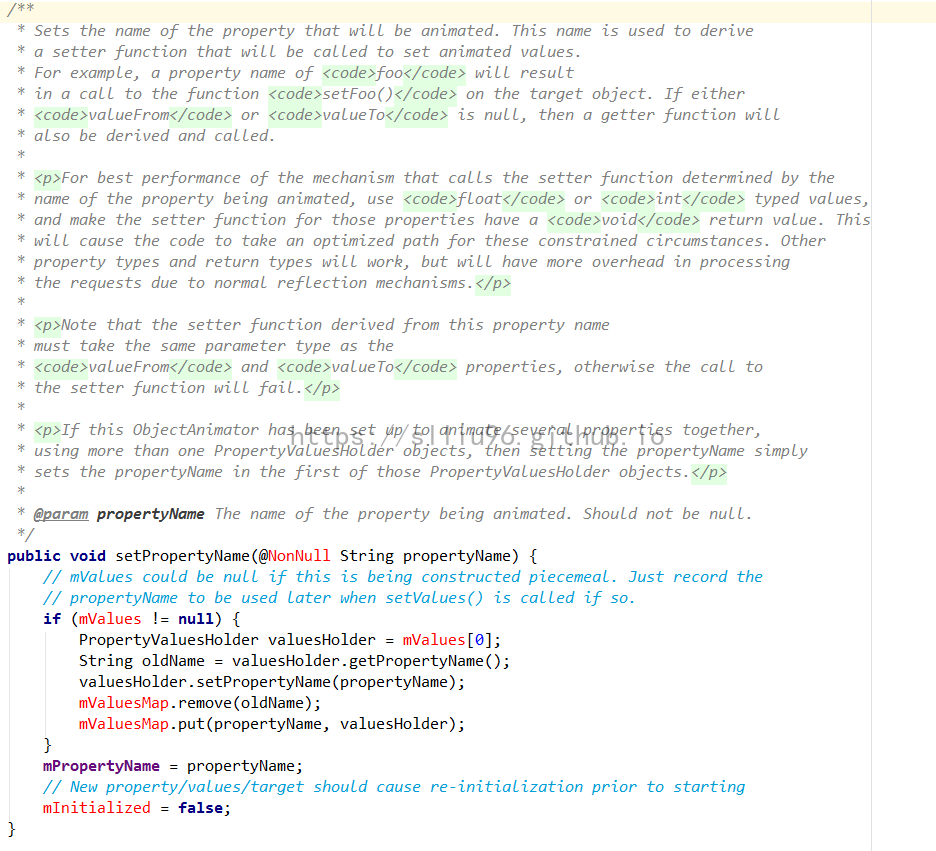 /**
 * Sets the name of the property that will be animated. This name is used to derive
 * a setter function that will be called to set animated values.
 * For example, a property name of <code>foo</code> will result
 * in a call to the function <code>setFoo()</code> on the target object. If either
 * <code>valueFrom</code> or <code>valueTo</code> is null, then a getter function will
 * also be derived and called.
 *
 * <p>For best performance of the mechanism that calls the setter function determined by the
 * name of the property being animated, use <code>float</code> or <code>int</code> typed values,
 * and make the setter function for those properties have a <code>void</code> return value. This
 * will cause the code to take an optimized path for these constrained circumstances. Other
 * property types and return types will work, but will have more overhead in processing
 * the requests due to normal reflection mechanisms.</p>
 *
 * <p>Note that the setter function derived from this property name
 * must take the same parameter type as the
 * <code>valueFrom</code> and <code>valueTo</code> properties, otherwise the call to
 * the setter function will fail.</p>
 *
 * <p>If this ObjectAnimator has been set up to animate several properties together,
https://slliu96.github.io
 * using more than one PropertyValuesHolder objects, then setting the propertyName simply
 * sets the propertyName in the first of those PropertyValuesHolder objects.</p>
 *
 * @param propertyName The name of the property being animated. Should not be null.
 */
public void setPropertyName(@NonNull String propertyName) {
    // mValues could be null if this is being constructed piecemeal. Just record the
    // propertyName to be used later when setValues() is called if so.
    if (mValues != null) {
        PropertyValuesHolder valuesHolder = mValues[0];
        String oldName = valuesHolder.getPropertyName();
        valuesHolder.setPropertyName(propertyName);
        mValuesMap.remove(oldName);
        mValuesMap.put(propertyName, valuesHolder);
    }
    mPropertyName = propertyName;
    // New property/values/target should cause re-initialization prior to starting
    mInitialized = false;
}